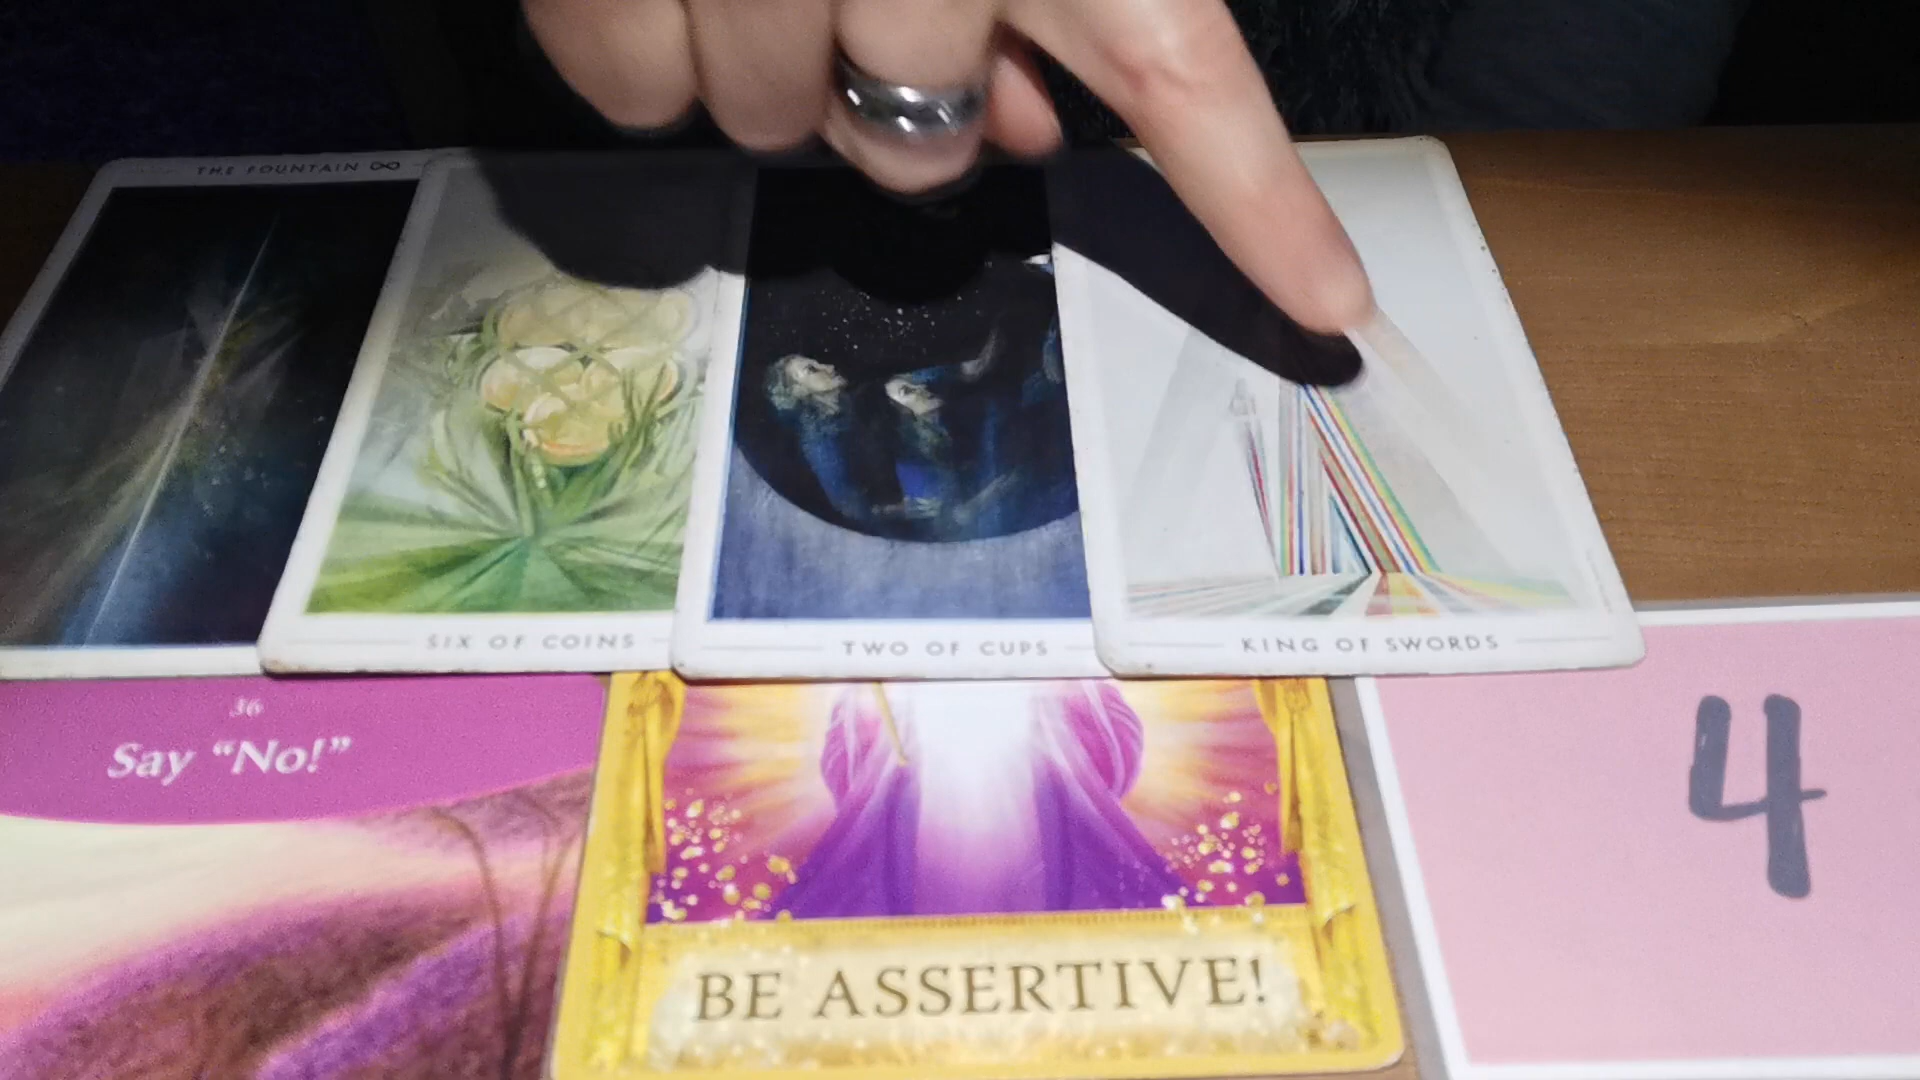 THE FOUNTAIN ∞
SIX OF COINS
TWO OF CUPS
KING OF SWORDS
36
Say “No!”
BE ASSERTIVE!
4